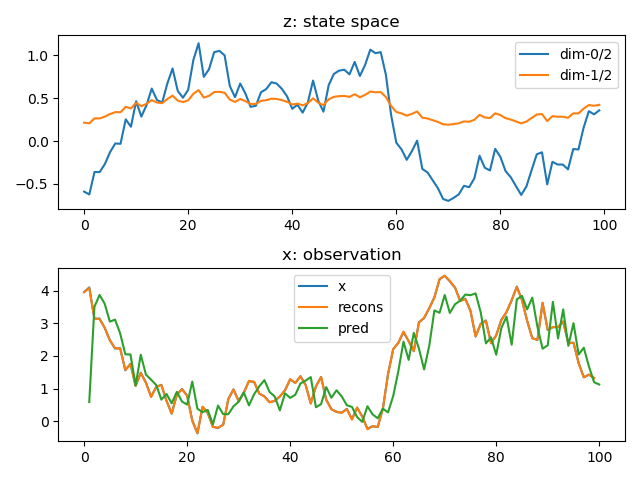 z: state space
1.0
0.5
0.0
−0.5
dim-0/2
dim-1/2
0 20 40 60 80 100
x: observation
4
3
2
1
0
x
recons
pred
0 20 40 60 80 100